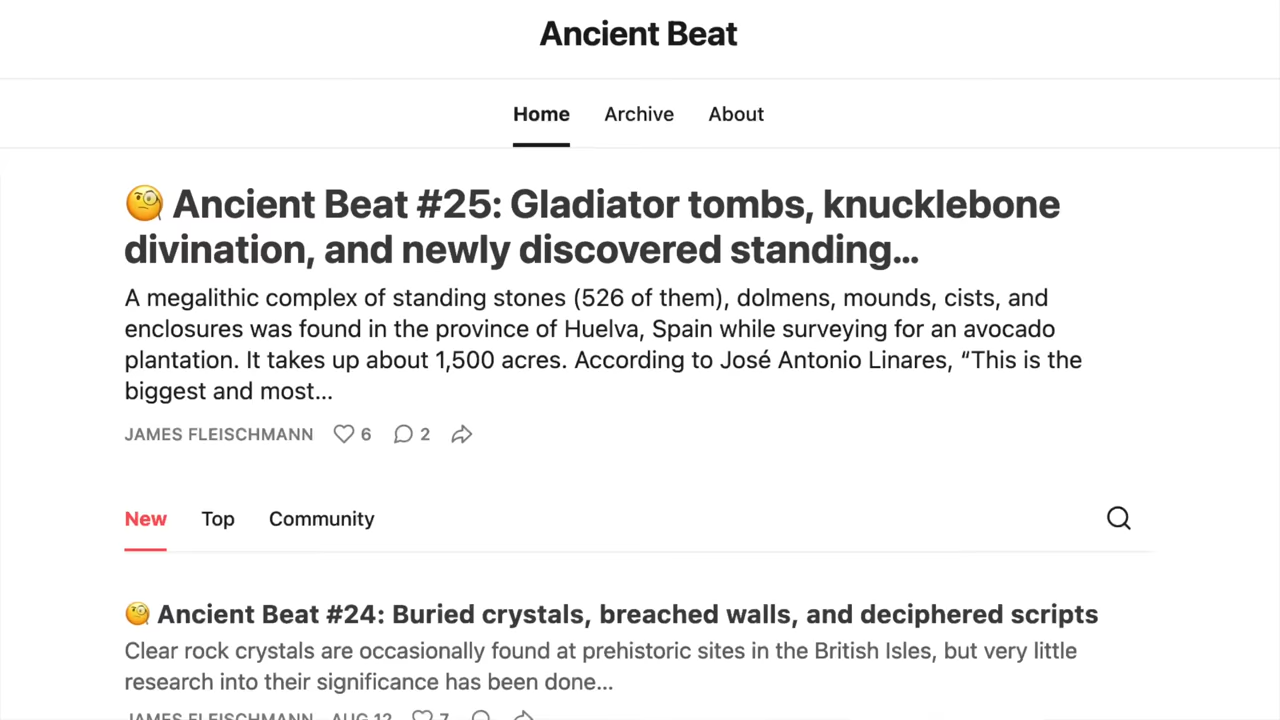 Ancient Beat
Home Archive About
🧐 Ancient Beat #25: Gladiator tombs, knucklebone
divination, and newly discovered standing...
A megalithic complex of standing stones (526 of them), dolmens, mounds, cists, and
enclosures was found in the province of Huelva, Spain while surveying for an avocado
plantation. It takes up about 1,500 acres. According to José Antonio Linares, “This is the
biggest and most...
JAMES FLEISCHMANN 6 2
New Top Community
🧐 Ancient Beat #24: Buried crystals, breached walls, and deciphered scripts
Clear rock crystals are occasionally found at prehistoric sites in the British Isles, but very little
research into their significance has been done...
JAMES FLEISCHMANN AUG 12 7